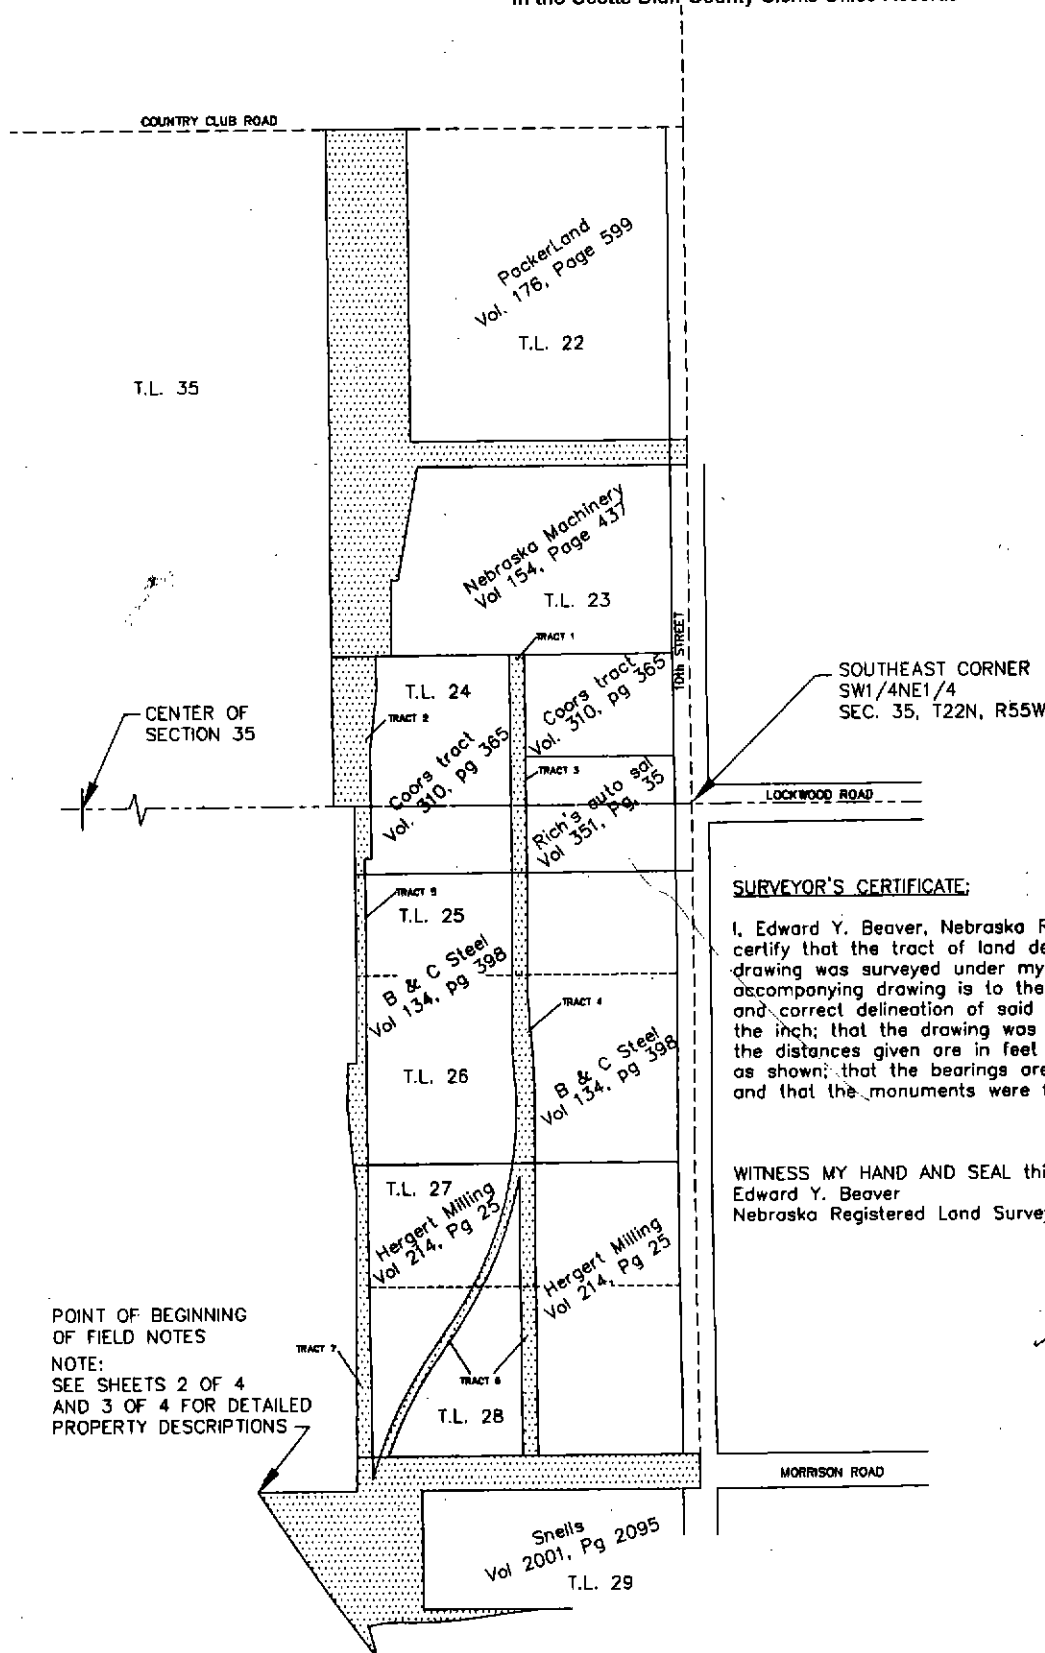 In the Scotts Bluff County Clerks Office Records
COUNTRY CLUB ROAD
PackerLand
Vol. 176, Page 599
T.L. 22
T.L. 35
Nebraska Machinery
Vol 154, Page 437
T.L. 23
TRACT 1
10th STREET
Coors tract
Vol. 310, pg 365
T.L. 24
TRACT 2
Coors tract
Vol. 310, pg 365
SOUTHEAST CORNER
SW1/4NE1/4
SEC. 35, T22N, R55W
CENTER OF
SECTION 35
TRACT 3
Rich's auto sal
Vol 351, Pg, 35
LOCKWOOD ROAD
TRACT 5
T.L. 25
B & C Steel
Vol 134, pg 398
TRACT 4
T.L. 26
B & C Steel
Vol 134, pg 398
SURVEYOR'S CERTIFICATE:
I, Edward Y. Beaver, Nebraska R
certify that the tract of land de
drawing was surveyed under my
accompanying drawing is to the
and correct delineation of said
the inch; that the drawing was
the distances given are in feet
as shown; that the bearings are
and that the monuments were
WITNESS MY HAND AND SEAL thi
Edward Y. Beaver
Nebraska Registered Land Surve
T.L. 27
Hergert Milling
Vol 214, Pg 25
Hergert Milling
Vol 214, Pg 25
POINT OF BEGINNING
OF FIELD NOTES
NOTE:
SEE SHEETS 2 OF 4
AND 3 OF 4 FOR DETAILED
PROPERTY DESCRIPTIONS
TRACT 7
TRACT 6
T.L. 28
MORRISON ROAD
Snells
Vol 2001, Pg 2095
T.L. 29